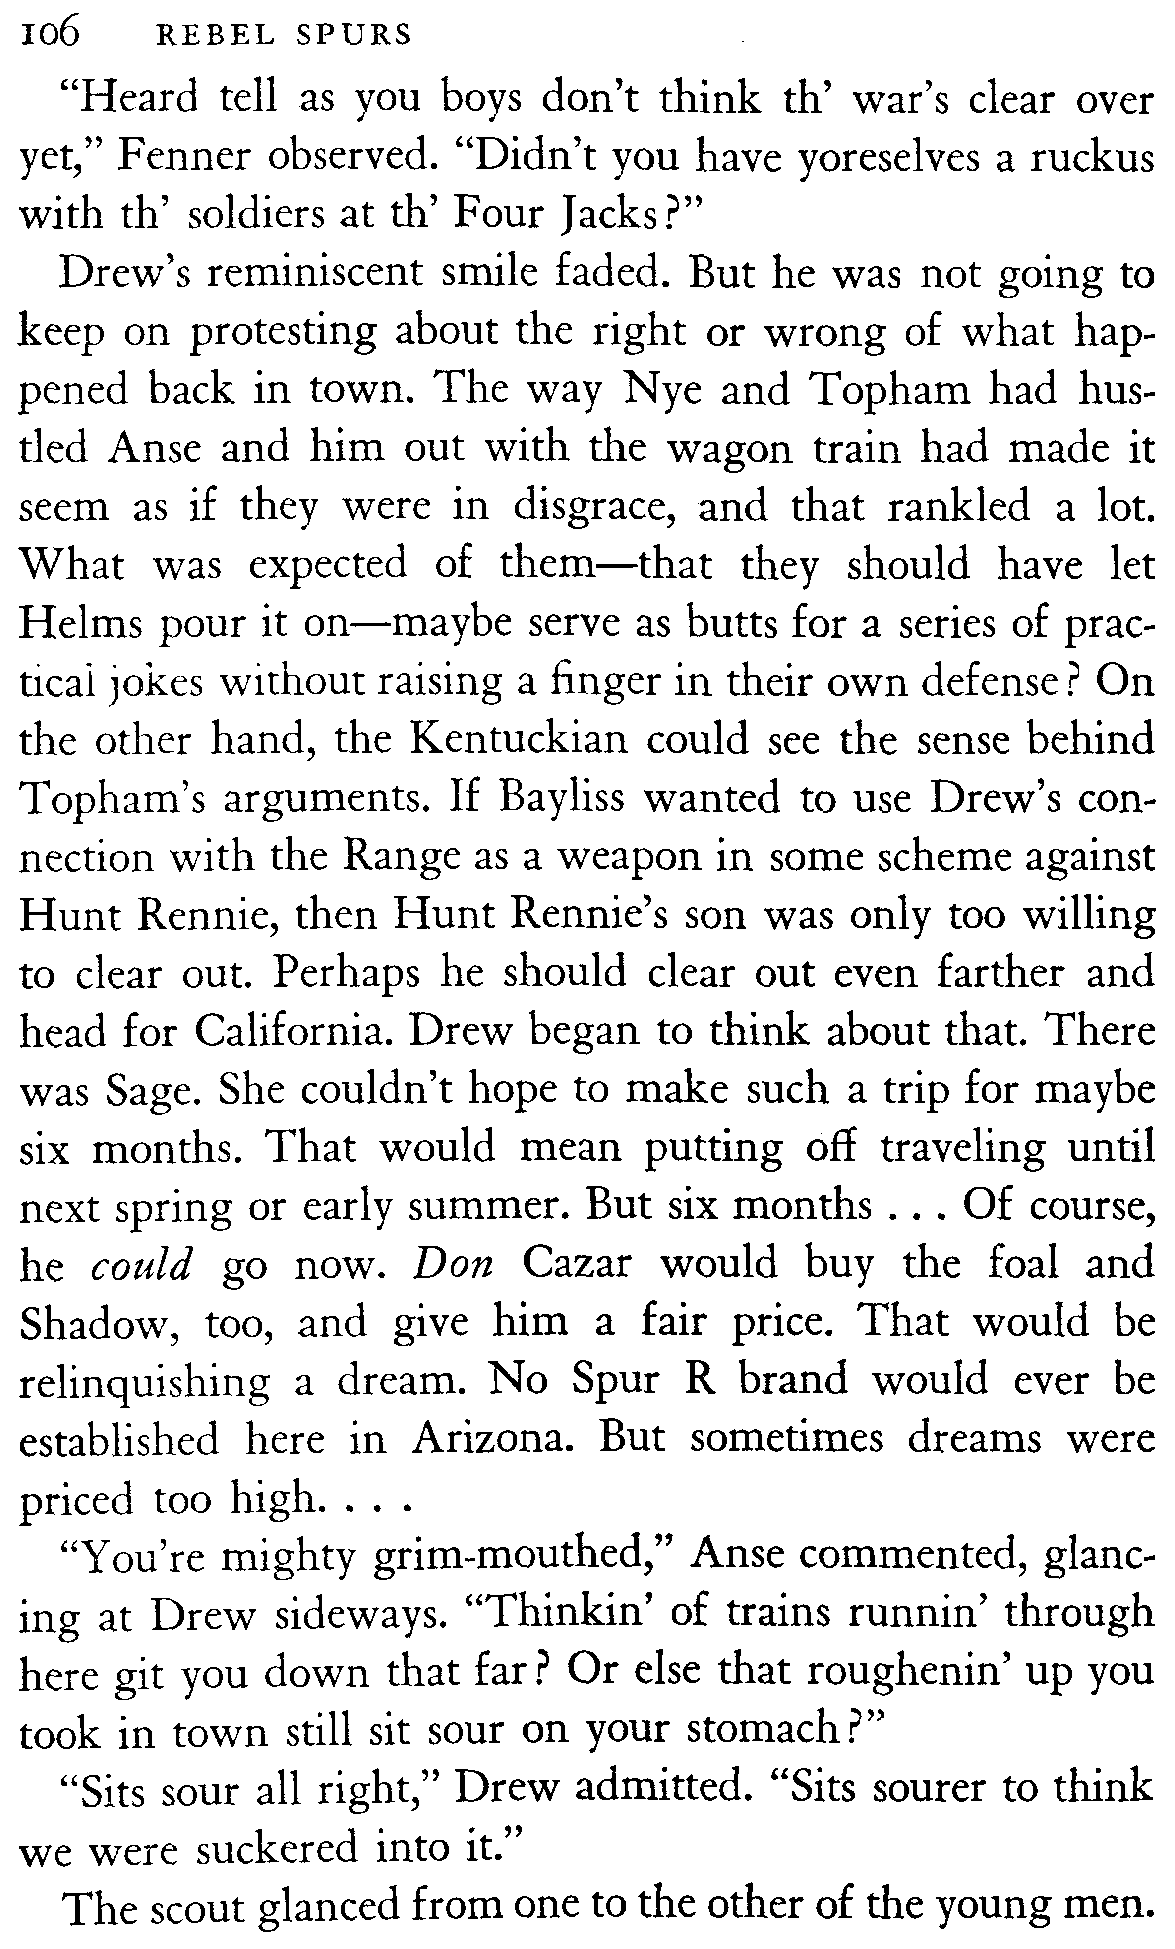 106 REBEL SPURS
“Heard tell as you boys don’t think th’ war’s clear over
yet,” Fenner observed. “Didn’t you have yoreselves a ruckus
with th’ soldiers at th’ Four Jacks?”
Drew’s reminiscent smile faded. But he was not going to
keep on protesting about the right or wrong of what hap-
pened back in town. The way Nye and Topham had hus-
tled Anse and him out with the wagon train had made it
seem as if they were in disgrace, and that rankled a lot.
What was expected of them—that they should have let
Helms pour it on—maybe serve as butts for a series of prac-
tical jokes without raising a finger in their own defense? On
the other hand, the Kentuckian could see the sense behind
Topham’s arguments. If Bayliss wanted to use Drew’s con-
nection with the Range as a weapon in some scheme against
Hunt Rennie, then Hunt Rennie’s son was only too willing
to clear out. Perhaps he should clear out even farther and
head for California. Drew began to think about that. There
was Sage. She couldn’t hope to make such a trip for maybe
six months. That would mean putting off traveling until
next spring or early summer. But six months . . . Of course,
he could go now. Don Cazar would buy the foal and
Shadow, too, and give him a fair price. That would be
relinquishing a dream. No Spur R brand would ever be
established here in Arizona. But sometimes dreams were
priced too high. . . .
“You’re mighty grim-mouthed,” Anse commented, glanc-
ing at Drew sideways. “Thinkin’ of trains runnin’ through
here git you down that far? Or else that roughenin’ up you
took in town still sit sour on your stomach?”
“Sits sour all right,” Drew admitted. “Sits sourer to think
we were suckered into it.”
The scout glanced from one to the other of the young men.